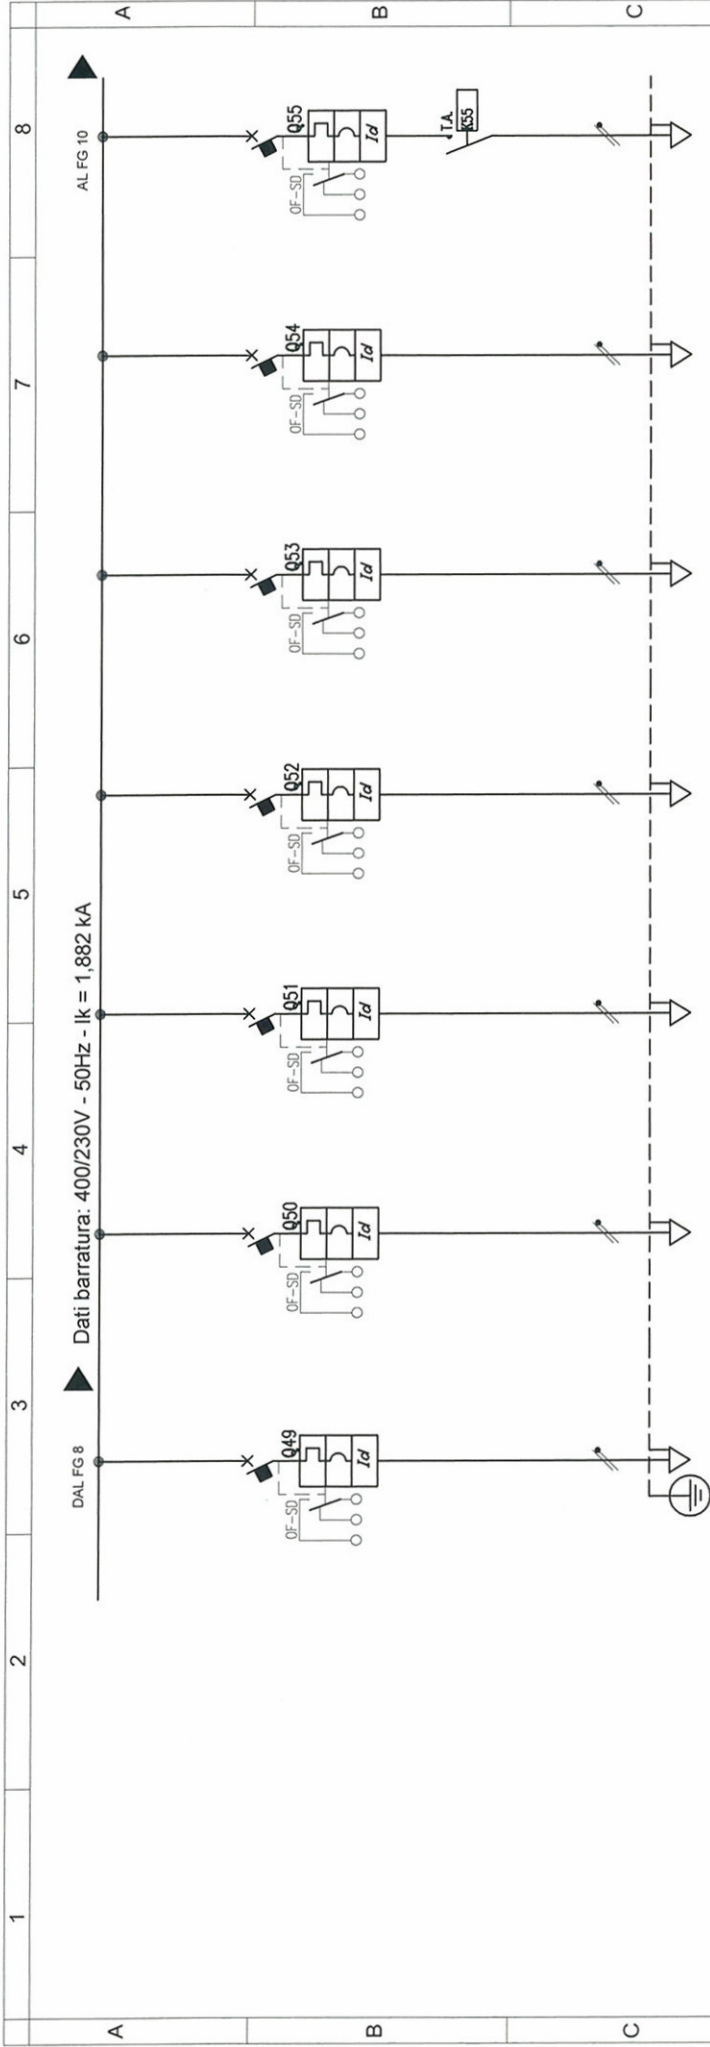 1 2 3 4 5 6 7 8
A A
DAL FG 8 AL FG 10
Dati barratura: 400/230V - 50Hz - Ik = 1,882 kA
B B
Q49 Q50 Q51 Q52 Q53 Q54 Q55
OF-SD OF-SD OF-SD OF-SD OF-SD OF-SD OF-SD
Id Id Id Id Id Id Id
T.A.
K55
C C